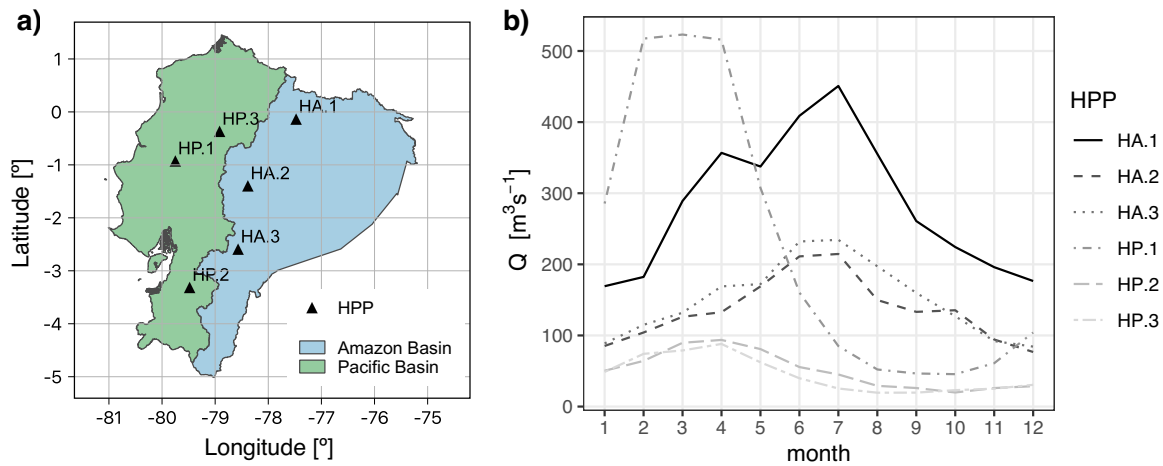 a)
Latitude [º]
1
0
-1
-2
-3
-4
-5
HA.1
HP.3
HP.1
HA.2
HA.3
HP.2
HPP
Amazon Basin
Pacific Basin
-81 -80 -79 -78 -77 -76 -75
Longitude [º]
b)
Q [m³s⁻¹]
500
400
300
200
100
0
1 2 3 4 5 6 7 8 9 10 11 12
month
HPP
HA.1
HA.2
HA.3
HP.1
HP.2
HP.3